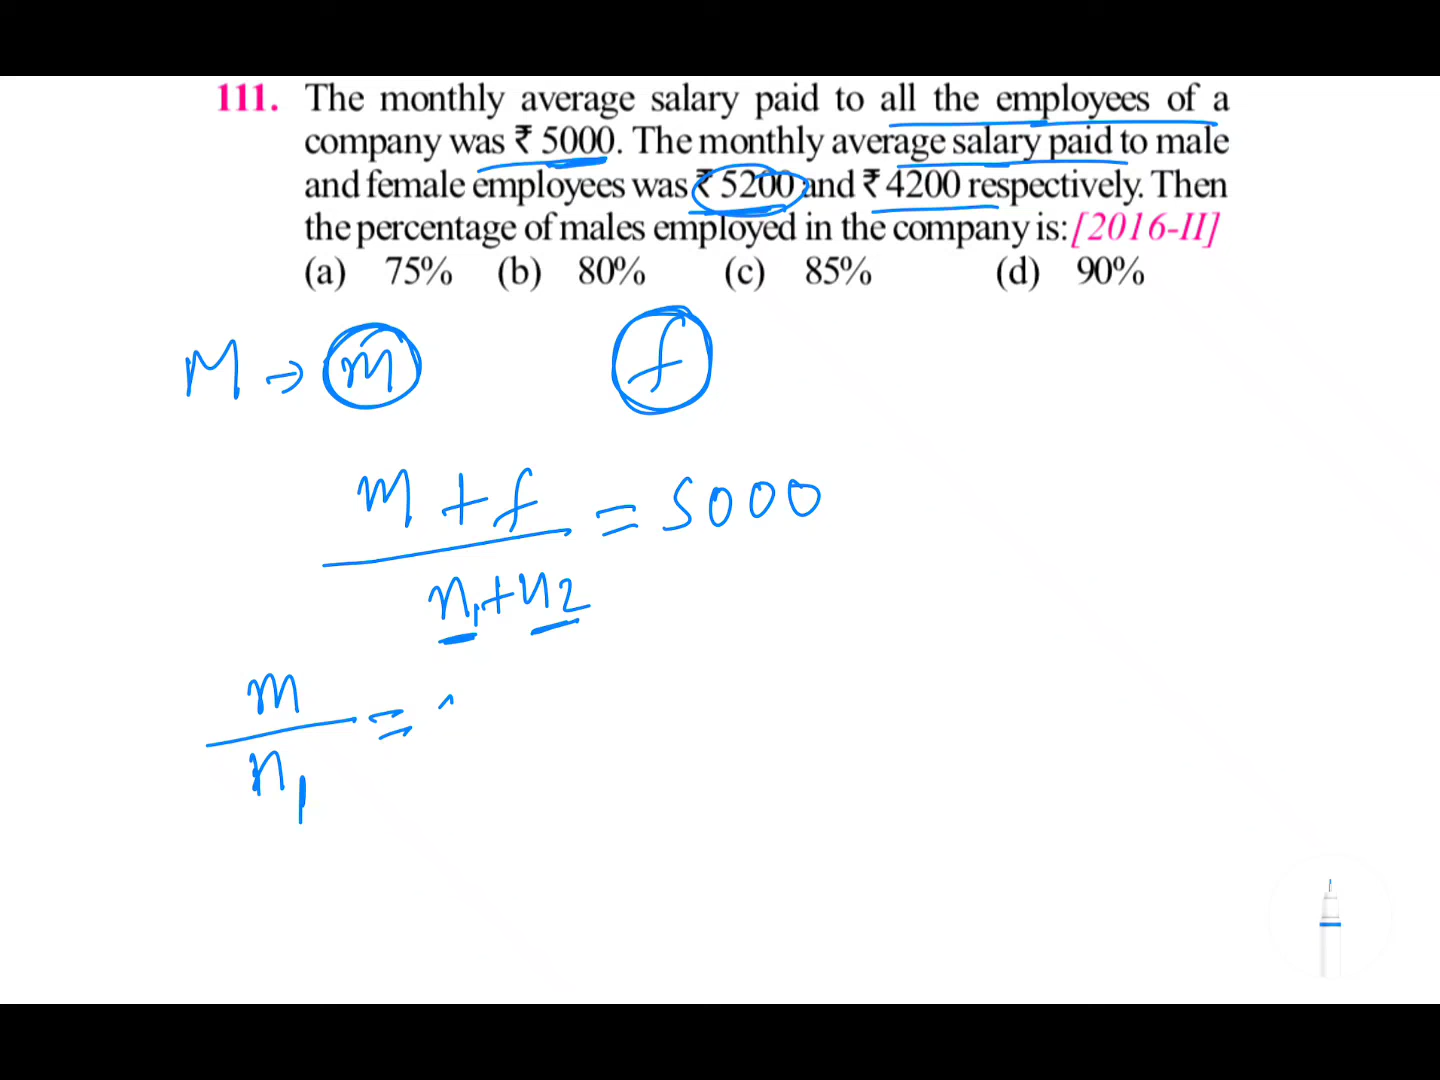 111. The monthly average salary paid to all the employees of a
company was ₹ 5000. The monthly average salary paid to male
and female employees was ₹ 5200 and ₹ 4200 respectively. Then
the percentage of males employed in the company is: [2016-II]
(a) 75% (b) 80% (c) 85% (d) 90%
M → m f
m + f = 5000
n1 + n2
m =
n1